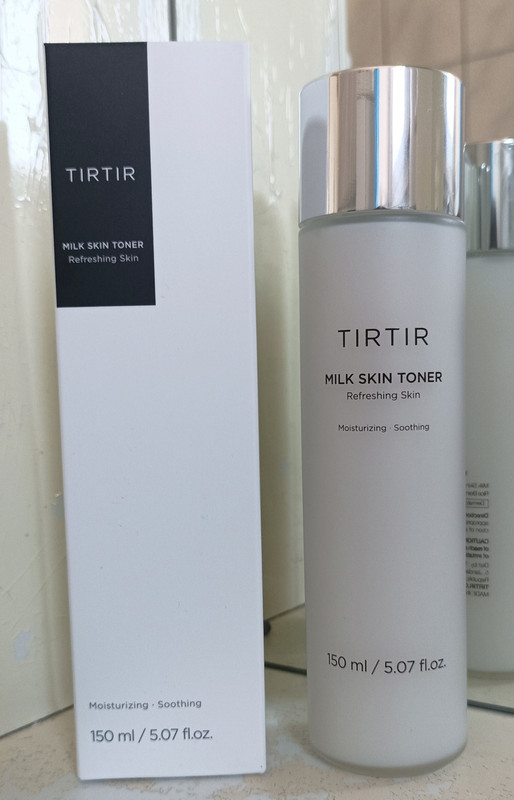 TIRTIR
MILK SKIN TONER
Refreshing Skin
Moisturizing · Soothing
150 ml / 5.07 fl.oz.
TIRTIR
MILK SKIN TONER
Refreshing Skin
Moisturizing · Soothing
150 ml / 5.07 fl.oz.